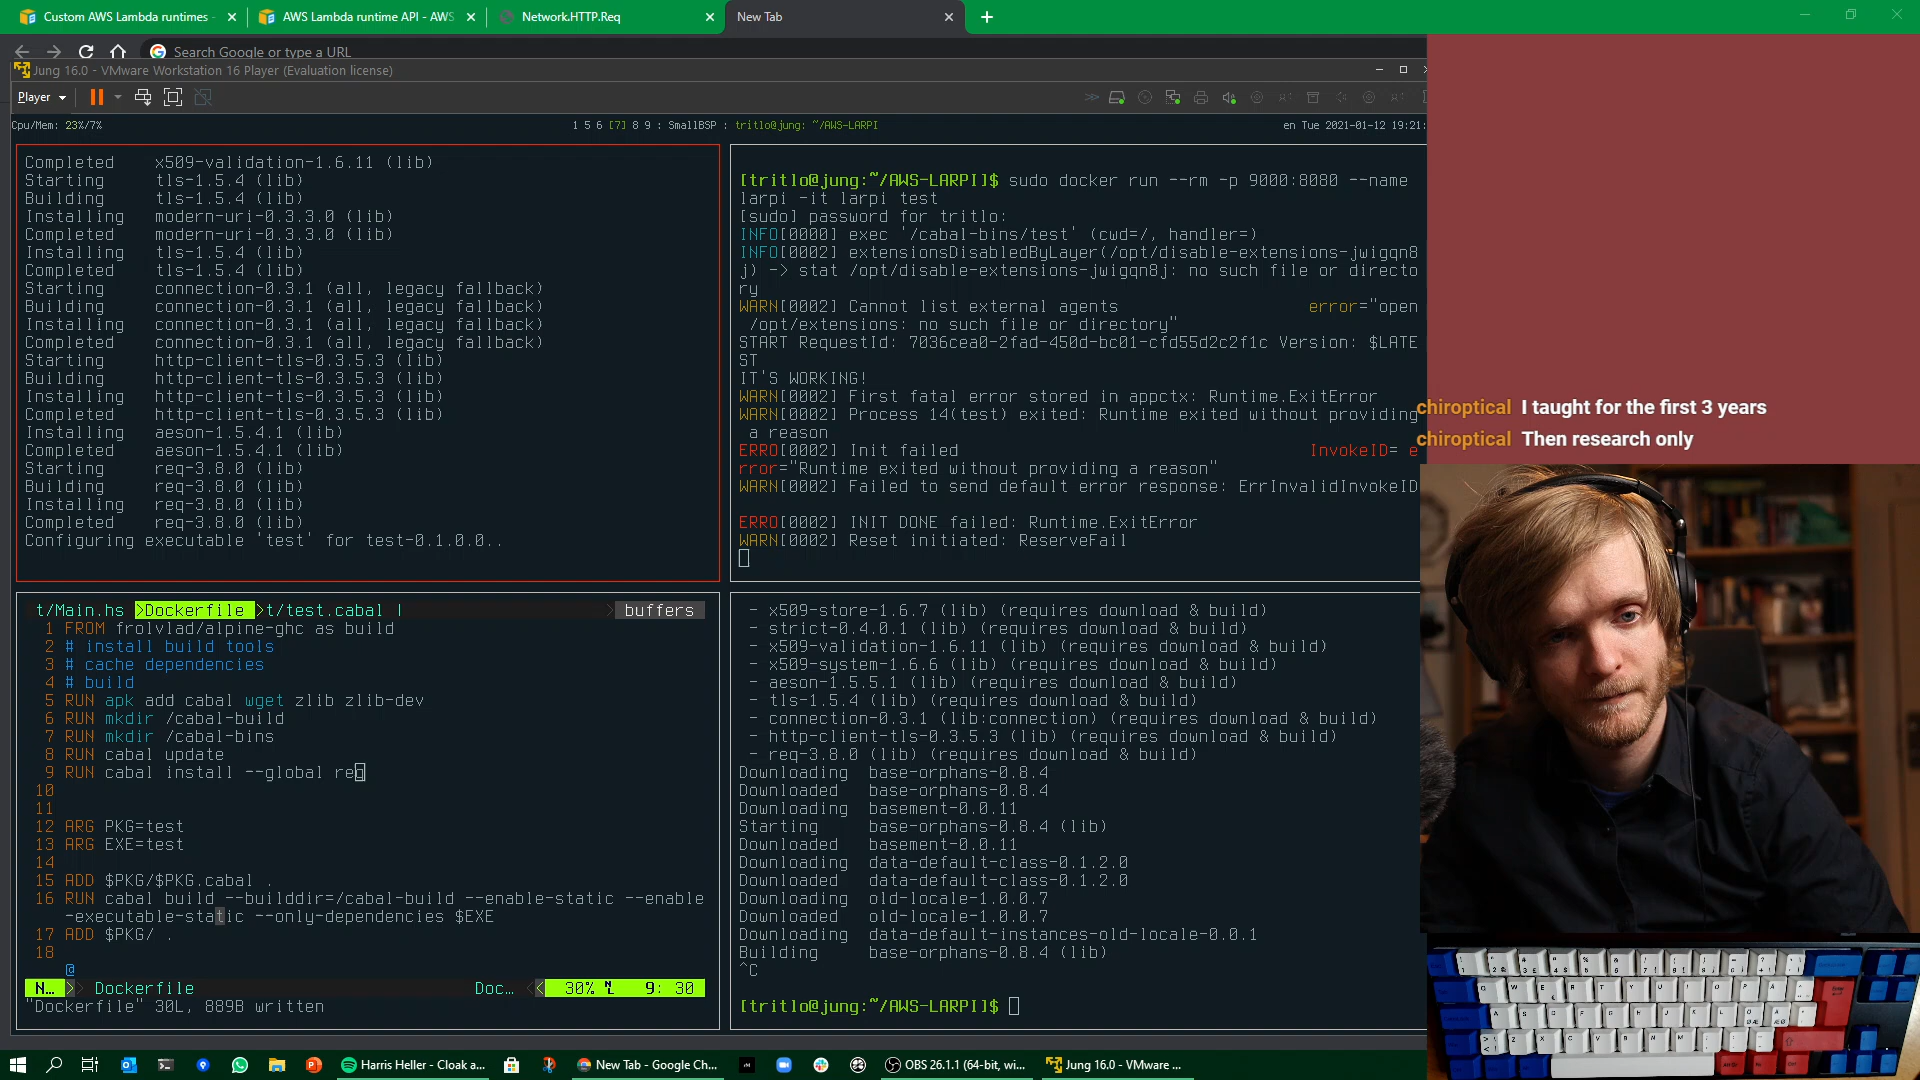 Custom AWS Lambda runtimes -
AWS Lambda runtime API - AWS
Network.HTTP.Req
New Tab
Search Google or type a URL
Jung 16.0 - VMware Workstation 16 Player (Evaluation license)
Player
Cpu/Mem: 23%/7%
1 5 6 [7] 8 9 : SmallBSP : tritlo@jung: ~/AWS-LARPI
en Tue 2021-01-12 19:21:
Completed x509-validation-1.6.11 (lib)
Starting tls-1.5.4 (lib)
Building tls-1.5.4 (lib)
Installing modern-uri-0.3.3.0 (lib)
Completed modern-uri-0.3.3.0 (lib)
Installing tls-1.5.4 (lib)
Completed tls-1.5.4 (lib)
Starting connection-0.3.1 (all, legacy fallback)
Building connection-0.3.1 (all, legacy fallback)
Installing connection-0.3.1 (all, legacy fallback)
Completed connection-0.3.1 (all, legacy fallback)
Starting http-client-tls-0.3.5.3 (lib)
Building http-client-tls-0.3.5.3 (lib)
Installing http-client-tls-0.3.5.3 (lib)
Completed http-client-tls-0.3.5.3 (lib)
Installing aeson-1.5.4.1 (lib)
Completed aeson-1.5.4.1 (lib)
Starting req-3.8.0 (lib)
Building req-3.8.0 (lib)
Installing req-3.8.0 (lib)
Completed req-3.8.0 (lib)
Configuring executable 'test' for test-0.1.0.0..
[tritlo@jung:~/AWS-LARPI]$ sudo docker run --rm -p 9000:8080 --name
larpi -it larpi test
[sudo] password for tritlo:
INFO[0000] exec '/cabal-bins/test' (cwd=/, handler=)
INFO[0002] extensionsDisabledByLayer(/opt/disable-extensions-jwigqn8
j) -> stat /opt/disable-extensions-jwigqn8j: no such file or directo
ry
WARN[0002] Cannot list external agents error="open
/opt/extensions: no such file or directory"
START RequestId: 7036cea0-2fad-450d-bc01-cfd55d2c2f1c Version: $LATE
ST
IT'S WORKING!
WARN[0002] First fatal error stored in appctx: Runtime.ExitError
WARN[0002] Process 14(test) exited: Runtime exited without providing
a reason
ERRO[0002] Init failed InvokeID= e
rror="Runtime exited without providing a reason"
WARN[0002] Failed to send default error response: ErrInvalidInvokeID
ERRO[0002] INIT DONE failed: Runtime.ExitError
WARN[0002] Reset initiated: ReserveFail
chiroptical I taught for the first 3 years
chiroptical Then research only
t/Main.hs >Dockerfile >t/test.cabal | buffers
1 FROM frolvlad/alpine-ghc as build
2 # install build tools
3 # cache dependencies
4 # build
5 RUN apk add cabal wget zlib zlib-dev
6 RUN mkdir /cabal-build
7 RUN mkdir /cabal-bins
8 RUN cabal update
9 RUN cabal install --global req
10
11
12 ARG PKG=test
13 ARG EXE=test
14
15 ADD $PKG/$PKG.cabal .
16 RUN cabal build --builddir=/cabal-build --enable-static --enable
-executable-static --only-dependencies $EXE
17 ADD $PKG/ .
18
@
N... > Dockerfile Doc... < 30% 9: 30
"Dockerfile" 30L, 889B written
- x509-store-1.6.7 (lib) (requires download & build)
- strict-0.4.0.1 (lib) (requires download & build)
- x509-validation-1.6.11 (lib) (requires download & build)
- x509-system-1.6.6 (lib) (requires download & build)
- aeson-1.5.5.1 (lib) (requires download & build)
- tls-1.5.4 (lib) (requires download & build)
- connection-0.3.1 (lib:connection) (requires download & build)
- http-client-tls-0.3.5.3 (lib) (requires download & build)
- req-3.8.0 (lib) (requires download & build)
Downloading base-orphans-0.8.4
Downloaded base-orphans-0.8.4
Downloading basement-0.0.11
Starting base-orphans-0.8.4 (lib)
Downloaded basement-0.0.11
Downloading data-default-class-0.1.2.0
Downloaded data-default-class-0.1.2.0
Downloading old-locale-1.0.0.7
Downloaded old-locale-1.0.0.7
Downloading data-default-instances-old-locale-0.0.1
Building base-orphans-0.8.4 (lib)
^C
[tritlo@jung:~/AWS-LARPI]$
Harris Heller - Cloak a...
New Tab - Google Ch...
OBS 26.1.1 (64-bit, wi...
Jung 16.0 - VMware ...